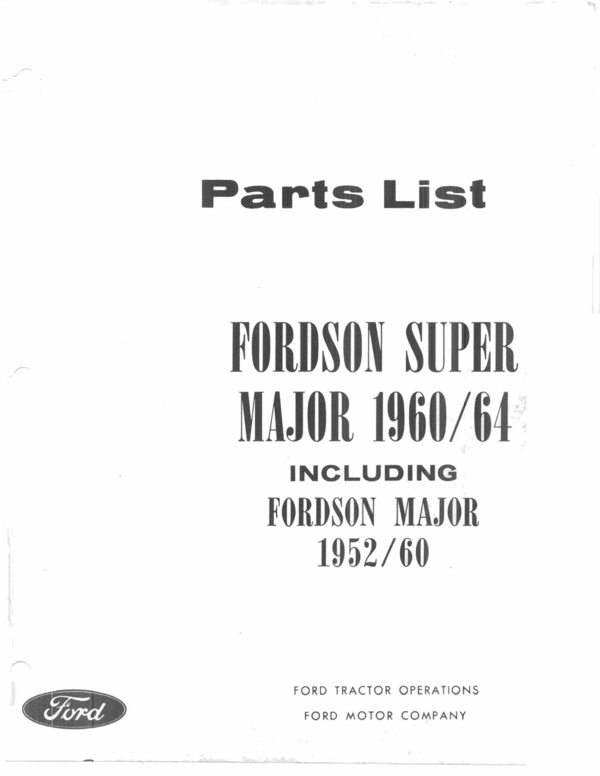 Parts List
FORDSON SUPER
MAJOR 1960/64
INCLUDING
FORDSON MAJOR
1952/60
FORD TRACTOR OPERATIONS
FORD MOTOR COMPANY
Ford